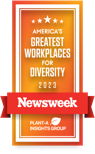 AMERICA'S
GREATEST
WORKPLACES
FOR
DIVERSITY
2023
Newsweek
PLANT-A
INSIGHTS GROUP